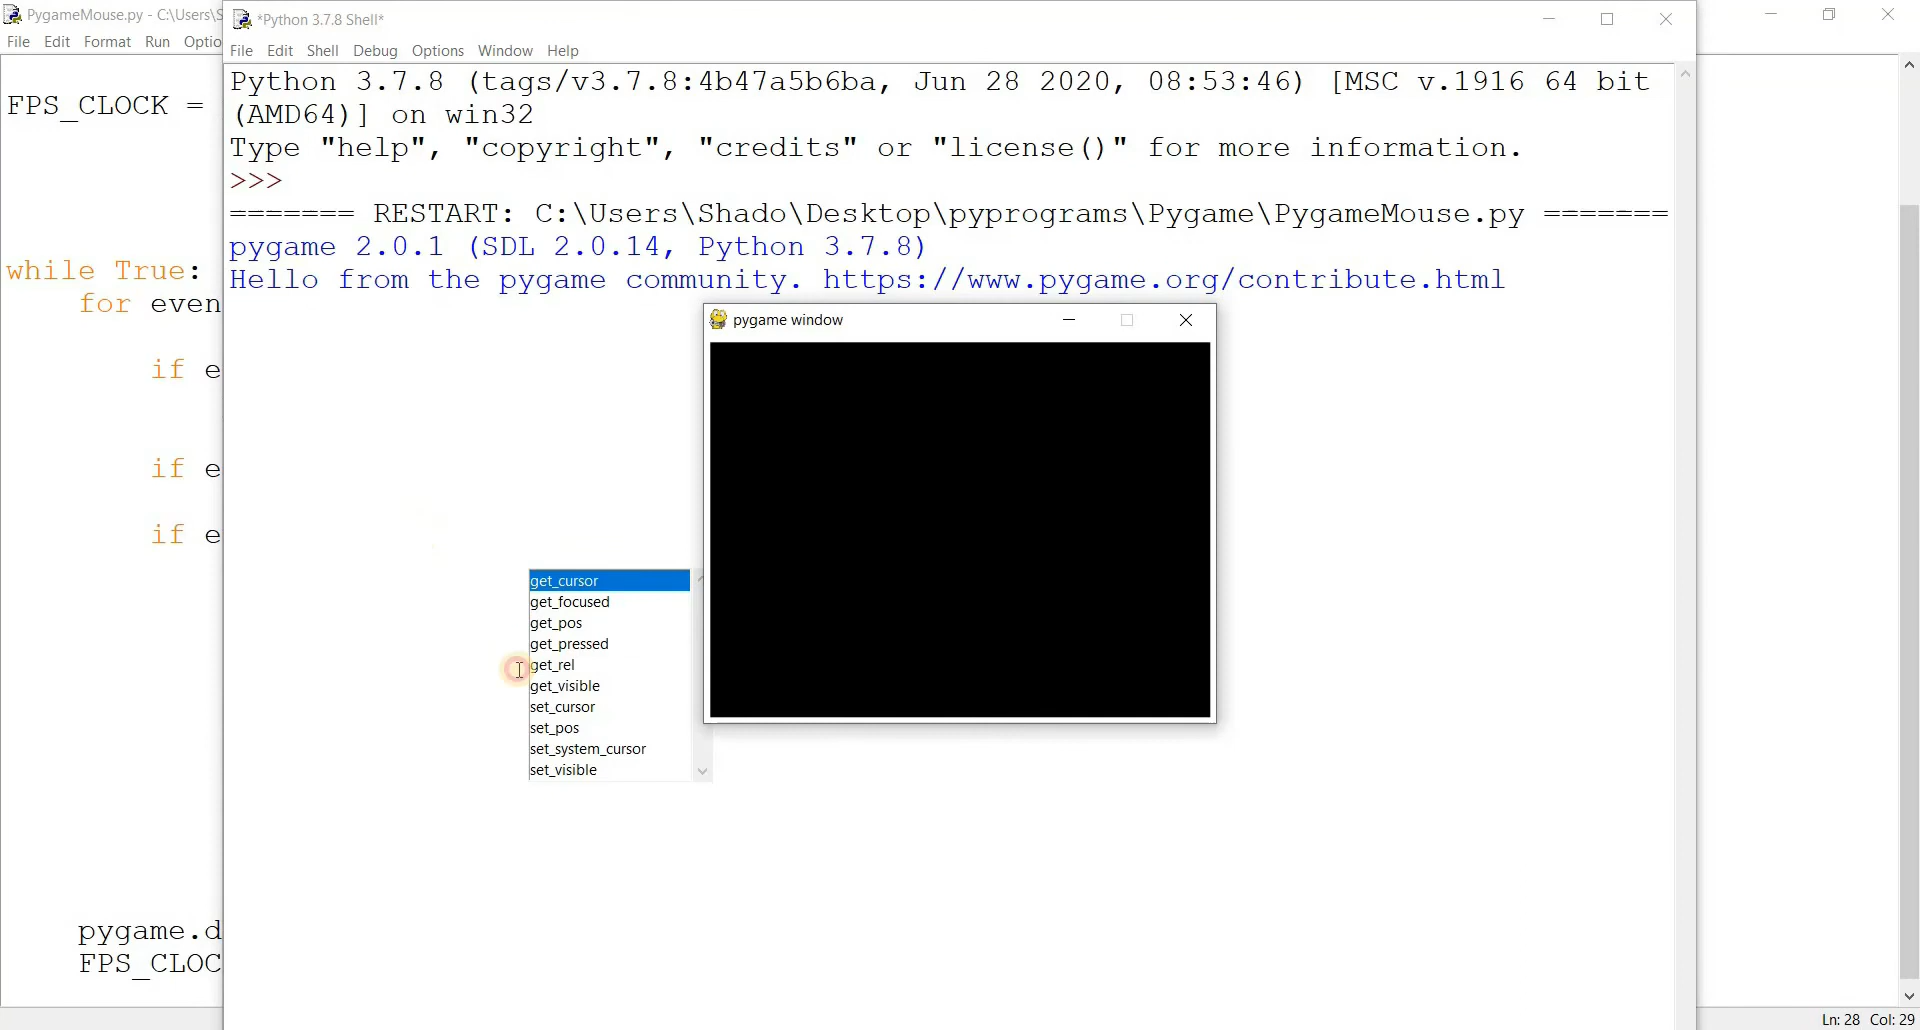 PygameMouse.py - C:\Users\S
File Edit Format Run Optio
FPS_CLOCK =
while True:
for even
if e
if e
if e
pygame.d
FPS_CLOC
*Python 3.7.8 Shell*
File Edit Shell Debug Options Window Help
Python 3.7.8 (tags/v3.7.8:4b47a5b6ba, Jun 28 2020, 08:53:46) [MSC v.1916 64 bit
(AMD64)] on win32
Type "help", "copyright", "credits" or "license()" for more information.
>>>
======= RESTART: C:\Users\Shado\Desktop\pyprograms\Pygame\PygameMouse.py =======
pygame 2.0.1 (SDL 2.0.14, Python 3.7.8)
Hello from the pygame community. https://www.pygame.org/contribute.html
pygame window
get_cursor
get_focused
get_pos
get_pressed
get_rel
get_visible
set_cursor
set_pos
set_system_cursor
set_visible
Ln: 28 Col: 29